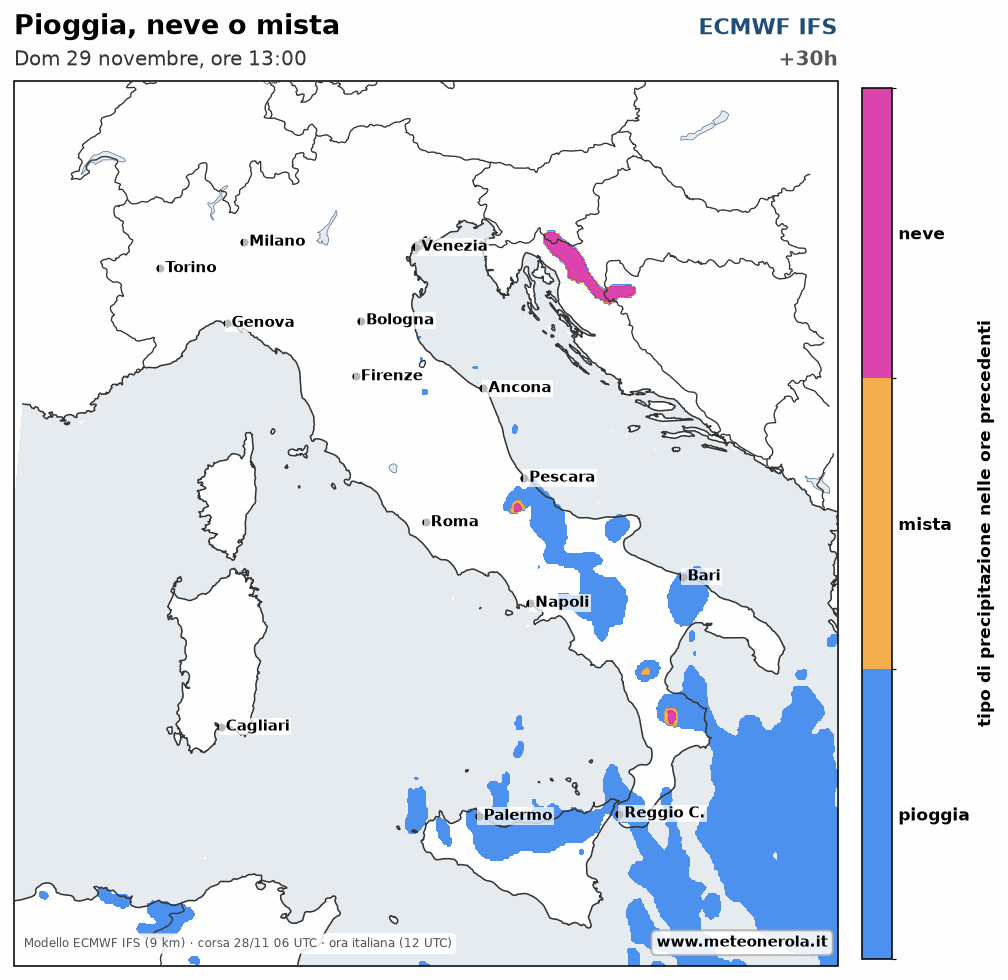 Pioggia, neve o mista
ECMWF IFS
Dom 29 novembre, ore 13:00
+30h
neve
Milano
Venezia
Torino
Genova
Bologna
Firenze
Ancona
Pescara
Roma
mista
Bari
Napoli
Cagliari
Palermo
Reggio C.
pioggia
tipo di precipitazione nelle ore precedenti
Modello ECMWF IFS (9 km) · corsa 28/11 06 UTC · ora italiana (12 UTC)
www.meteonerola.it